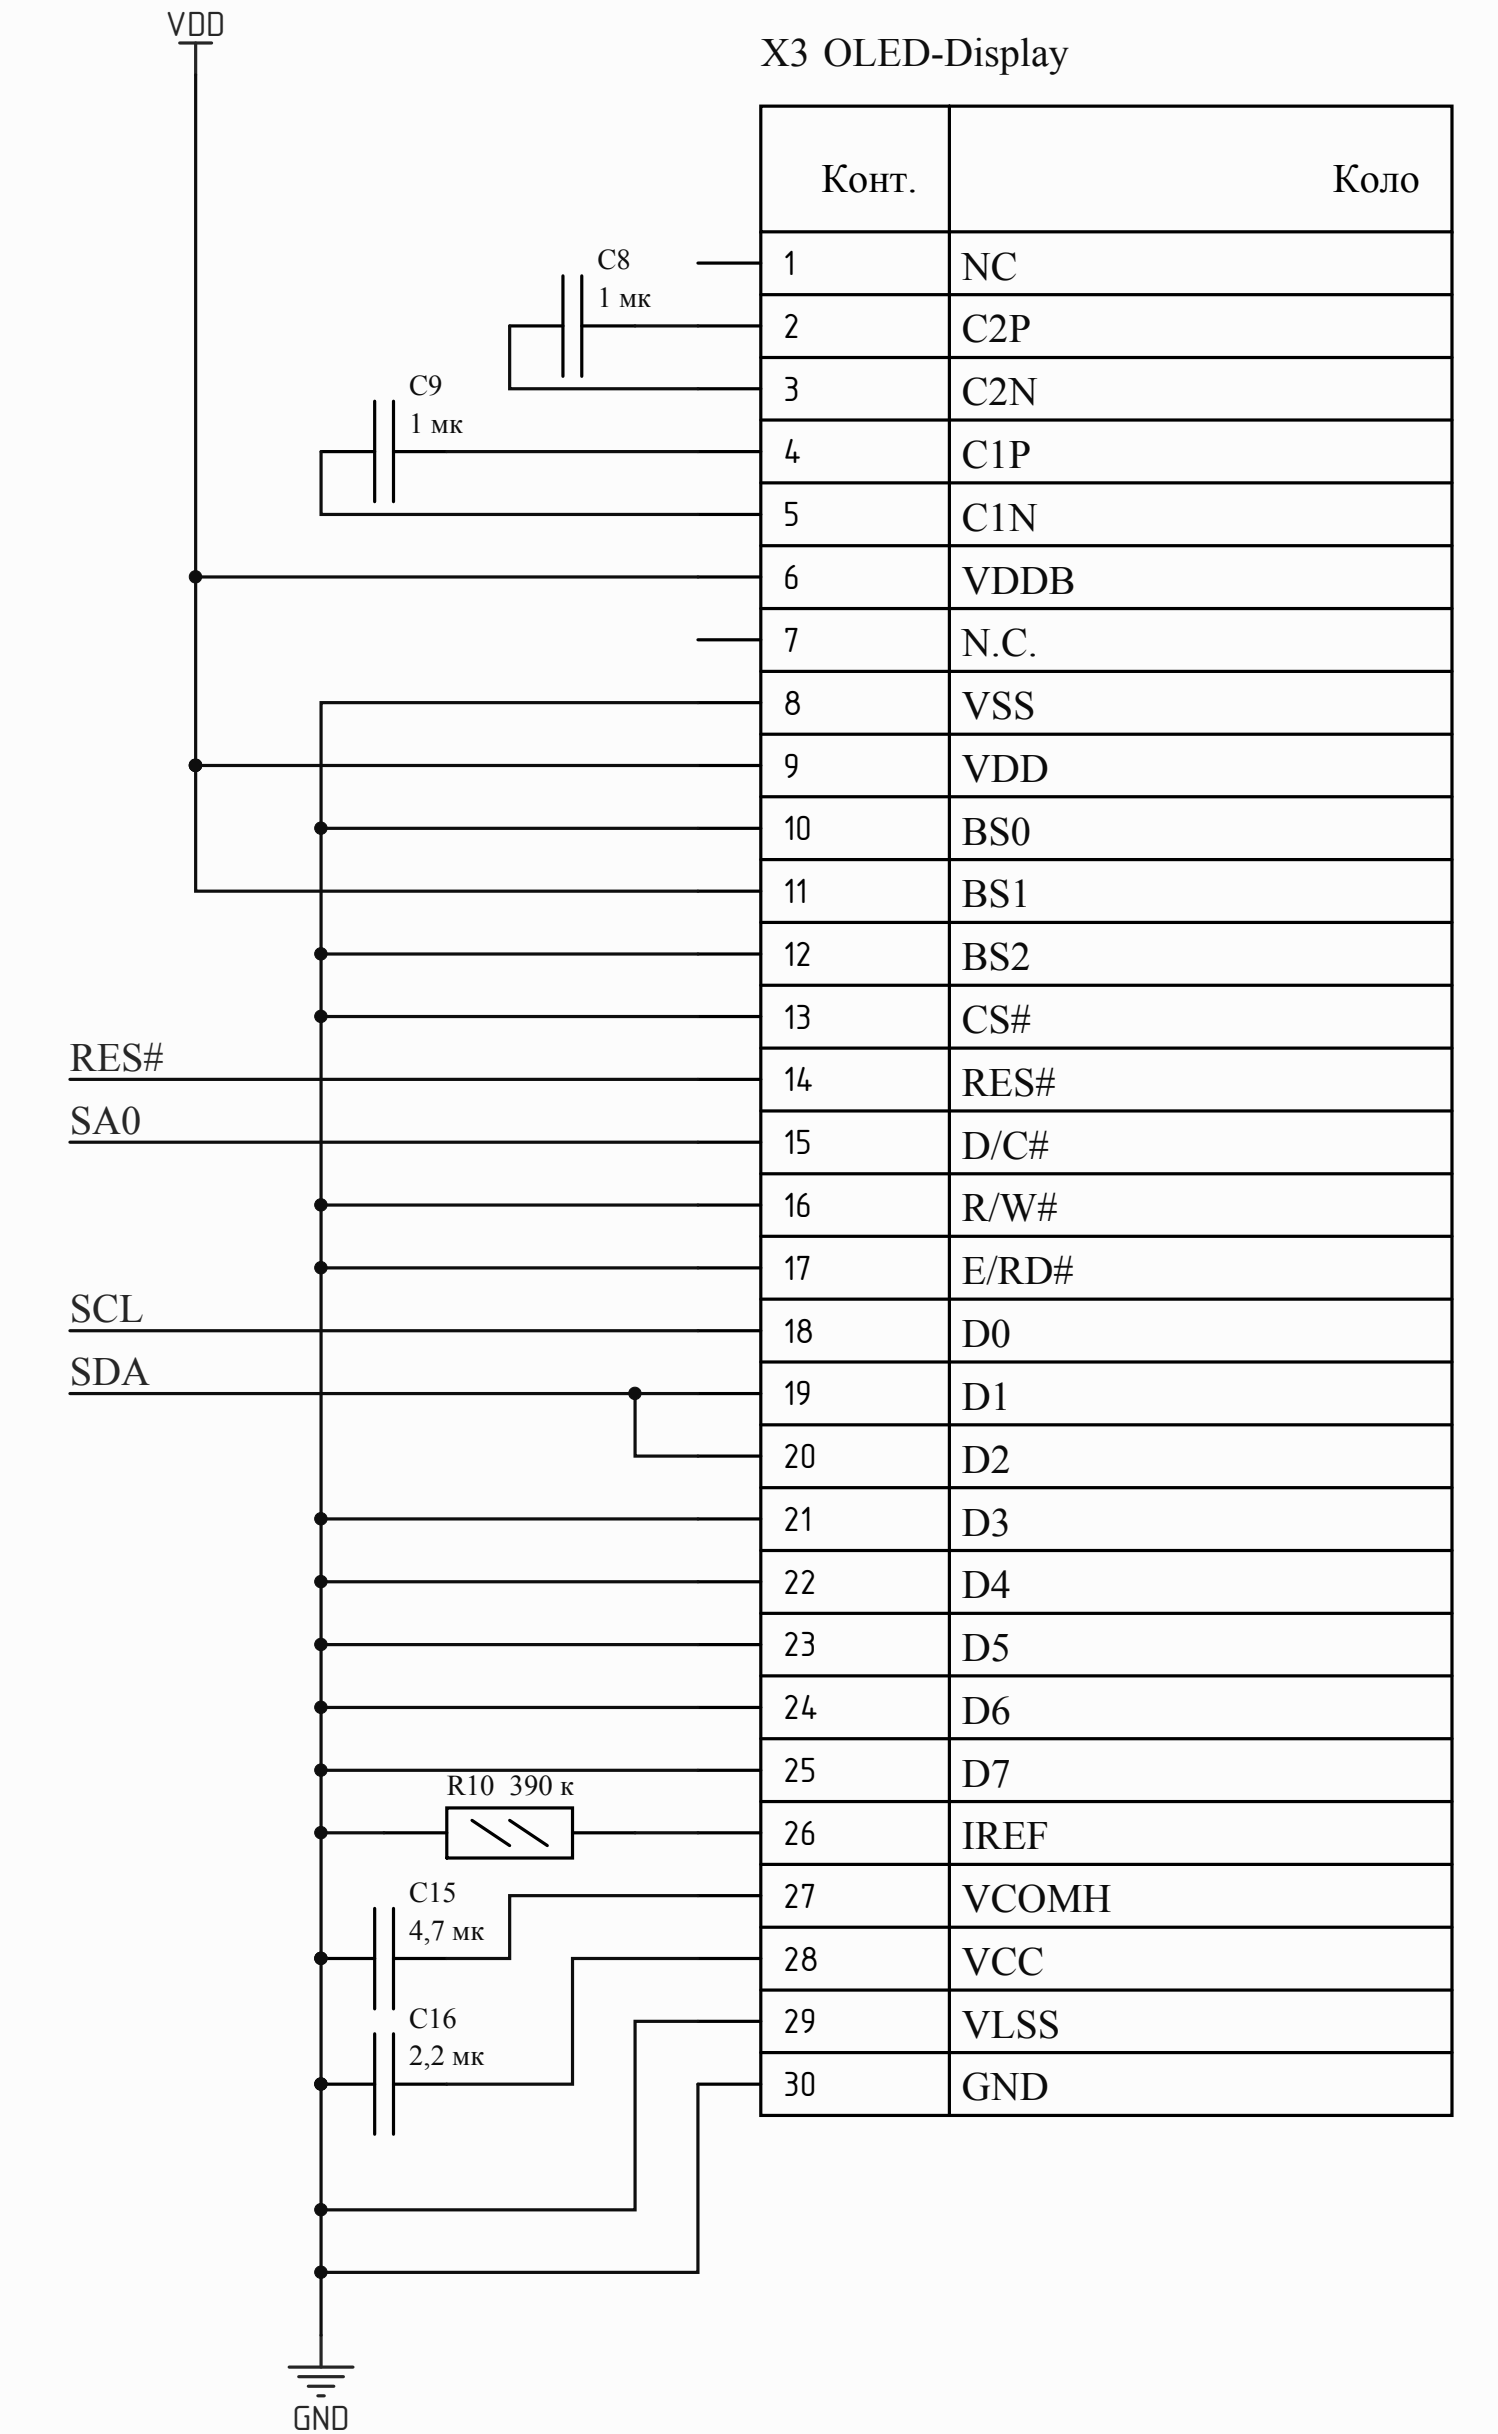 VDD
X3 OLED-Display
Конт. Коло
1 NC
C8
1 мк
2 C2P
3 C2N
C9
1 мк
4 C1P
5 C1N
6 VDDB
7 N.C.
8 VSS
9 VDD
10 BS0
11 BS1
12 BS2
13 CS#
RES# 14 RES#
SA0 15 D/C#
16 R/W#
17 E/RD#
SCL 18 D0
SDA 19 D1
20 D2
21 D3
22 D4
23 D5
24 D6
25 D7
R10 390 к
26 IREF
C15
4,7 мк
27 VCOMH
28 VCC
C16
2,2 мк
29 VLSS
30 GND
GND